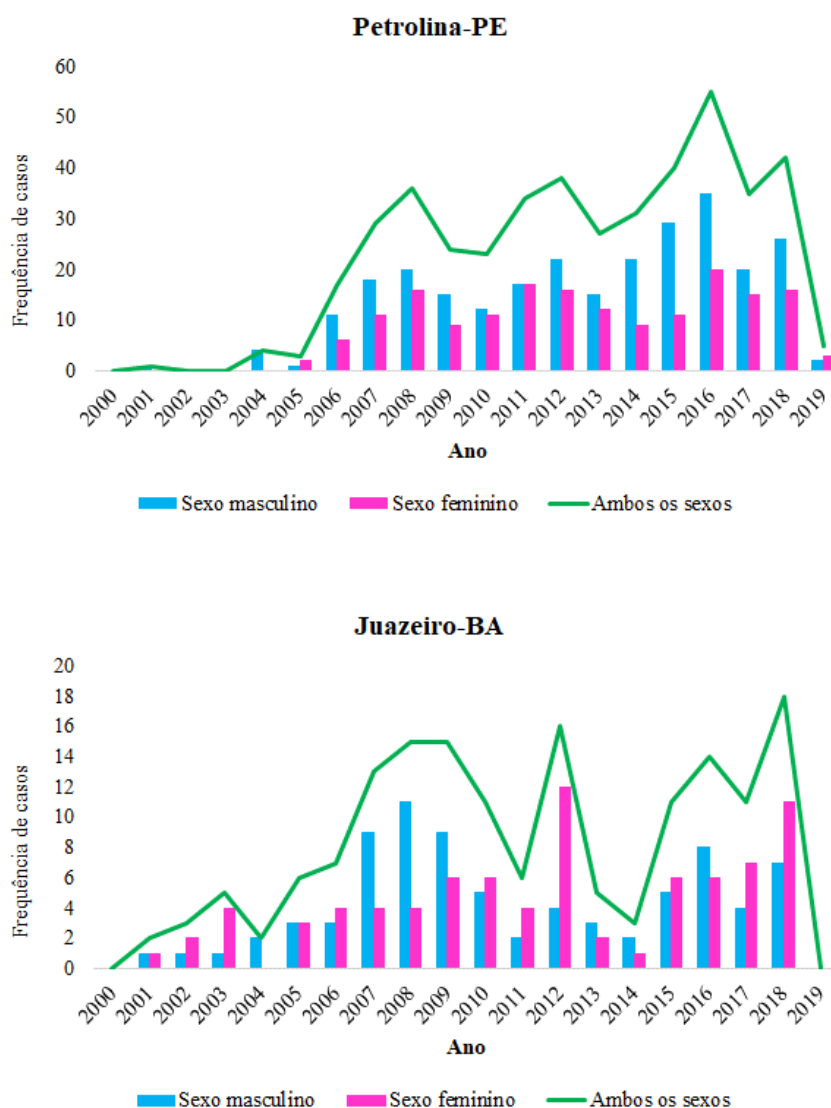 Petrolina-PE
60
50
40
30
20
10
0
Frequência de casos
2000 2001 2002 2003 2004 2005 2006 2007 2008 2009 2010 2011 2012 2013 2014 2015 2016 2017 2018 2019
Ano
Sexo masculino Sexo feminino Ambos os sexos
Juazeiro-BA
20
18
16
14
12
10
8
6
4
2
0
Frequência de casos
2000 2001 2002 2003 2004 2005 2006 2007 2008 2009 2010 2011 2012 2013 2014 2015 2016 2017 2018 2019
Ano
Sexo masculino Sexo feminino Ambos os sexos